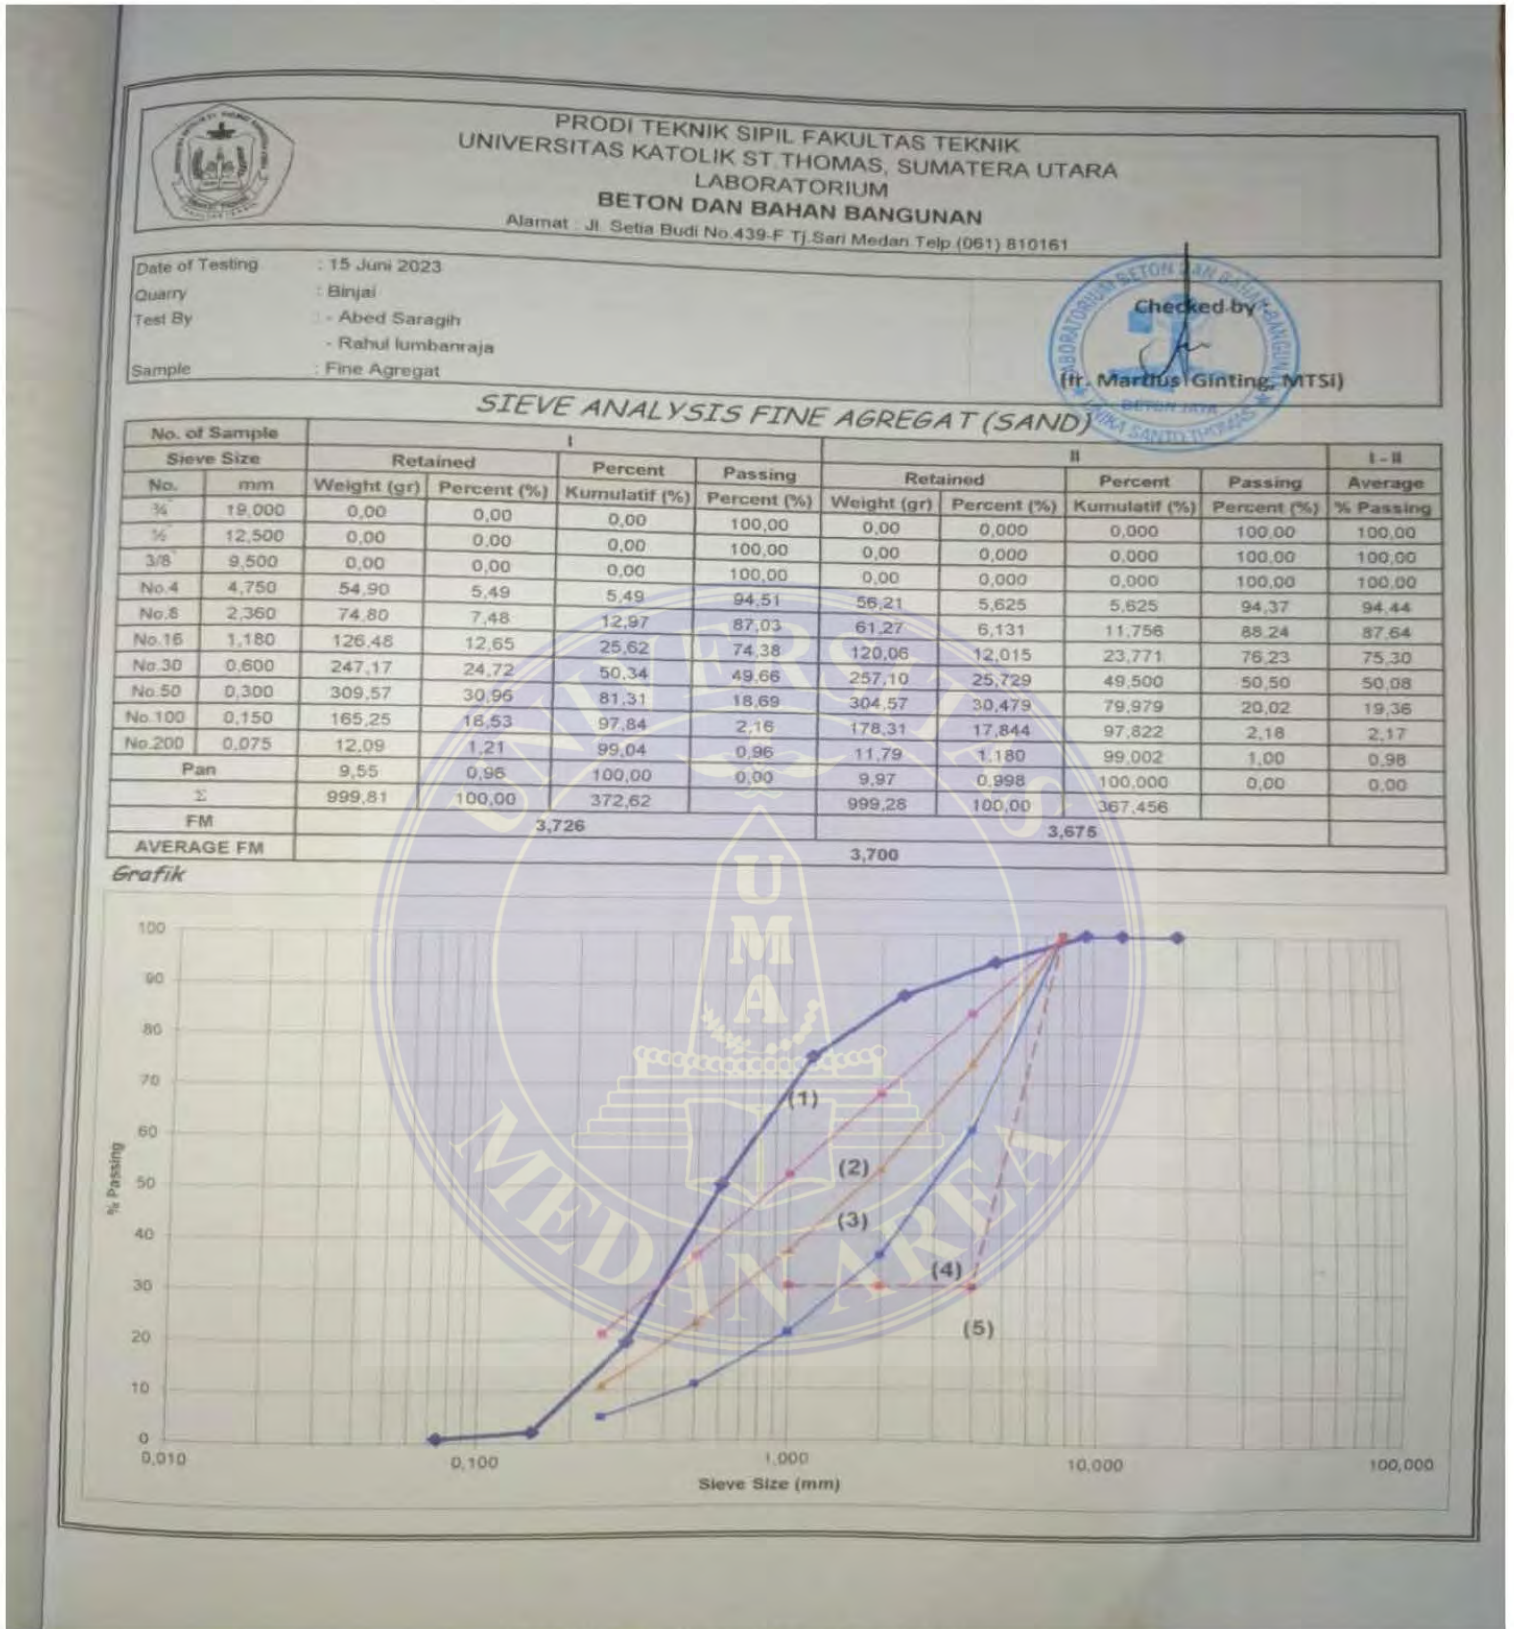 PRODI TEKNIK SIPIL FAKULTAS TEKNIK
UNIVERSITAS KATOLIK ST.THOMAS, SUMATERA UTARA
LABORATORIUM
BETON DAN BAHAN BANGUNAN
Alamat : Jl. Setia Budi No.439-F Tj.Sari Medan Telp.(061) 810161
Date of Testing : 15 Juni 2023
Quarry : Binjai
Test By : - Abed Saragih
- Rahul lumbanraja
Sample : Fine Agregat
Checked by :
(Ir. Martius Ginting, MTSi)
LABORATORIUM BETON DAN BAHAN BANGUNAN
BETON JAYA
UNIKA SANTO THOMAS
SIEVE ANALYSIS FINE AGREGAT (SAND)
No. of Sample I II I - II
Sieve Size Retained Percent Passing Retained Percent Passing Average
No. mm Weight (gr) Percent (%) Kumulatif (%) Percent (%) Weight (gr) Percent (%) Kumulatif (%) Percent (%) % Passing
¾" 19,000 0,00 0,00 0,00 100,00 0,00 0,000 0,000 100,00 100,00
½" 12,500 0,00 0,00 0,00 100,00 0,00 0,000 0,000 100,00 100,00
3/8" 9,500 0,00 0,00 0,00 100,00 0,00 0,000 0,000 100,00 100,00
No.4 4,750 54,90 5,49 5,49 94,51 56,21 5,625 5,625 94,37 94,44
No.8 2,360 74,80 7,48 12,97 87,03 61,27 6,131 11,756 88,24 87,64
No.16 1,180 126,48 12,65 25,62 74,38 120,06 12,015 23,771 76,23 75,30
No.30 0,600 247,17 24,72 50,34 49,66 257,10 25,729 49,500 50,50 50,08
No.50 0,300 309,57 30,96 81,31 18,69 304,57 30,479 79,979 20,02 19,36
No.100 0,150 165,25 16,53 97,84 2,16 178,31 17,844 97,822 2,18 2,17
No.200 0,075 12,09 1,21 99,04 0,96 11,79 1,180 99,002 1,00 0,98
Pan 9,55 0,96 100,00 0,00 9,97 0,998 100,000 0,00 0,00
Σ 999,81 100,00 372,62 999,28 100,00 367,456
FM 3,726 3,675
AVERAGE FM 3,700
Grafik
100
90
80
70
60
50
40
30
20
10
0
% Passing
(1)
(2)
(3)
(4)
(5)
0,010 0,100 1,000 10,000 100,000
Sieve Size (mm)
UNIVERSITAS
MEDAN AREA
UMA